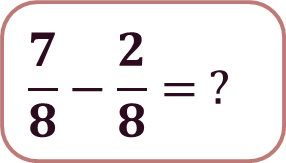 7/8 − 2/8 = ?